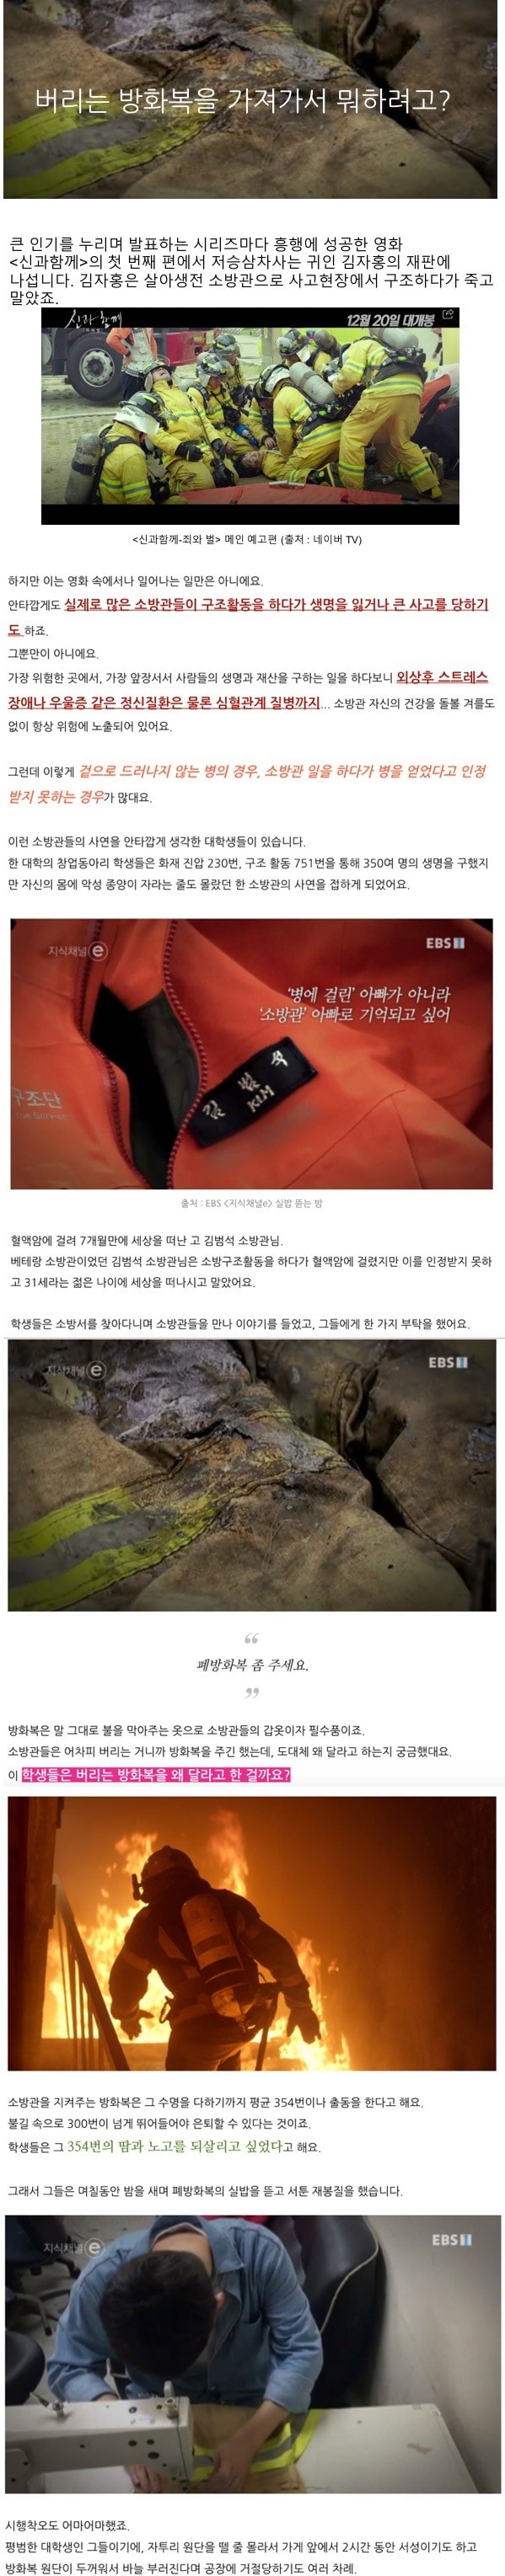 버리는 방화복을 가져가서 뭐하려고?
큰 인기를 누리며 발표하는 시리즈마다 흥행에 성공한 영화
<신과함께>의 첫 번째 편에서 저승삼차사는 귀인 김자홍의 재판에
나섭니다. 김자홍은 살아생전 소방관으로 사고현장에서 구조하다가 죽고
말았죠.
신과 함께
12월 20일 대개봉
<신과함께-죄와 벌> 메인 예고편 (출처 : 네이버 TV)
하지만 이는 영화 속에서나 일어나는 일만은 아니에요.
안타깝게도 실제로 많은 소방관들이 구조활동을 하다가 생명을 잃거나 큰 사고를 당하기
도 하죠.
그뿐만이 아니에요.
가장 위험한 곳에서, 가장 앞장서서 사람들의 생명과 재산을 구하는 일을 하다보니 외상후 스트레스
장애나 우울증 같은 정신질환은 물론 심혈관계 질병까지... 소방관 자신의 건강을 돌볼 겨를도
없이 항상 위험에 노출되어 있어요.
그런데 이렇게 겉으로 드러나지 않는 병의 경우, 소방관 일을 하다가 병을 얻었다고 인정
받지 못하는 경우가 많대요.
이런 소방관들의 사연을 안타깝게 생각한 대학생들이 있습니다.
한 대학의 창업동아리 학생들은 화재 진압 230번, 구조 활동 751번을 통해 350여 명의 생명을 구했지
만 자신의 몸에 악성 종양이 자라는 줄도 몰랐던 한 소방관의 사연을 접하게 되었어요.
지식채널e
EBS1
'병에 걸린' 아빠가 아니라
'소방관' 아빠로 기억되고 싶어
구조단
김 범 석
KIM
출처 : EBS <지식채널e> 실밥 뜯는 밤
혈액암에 걸려 7개월만에 세상을 떠난 고 김범석 소방관님.
베테랑 소방관이었던 김범석 소방관님은 소방구조활동을 하다가 혈액암에 걸렸지만 이를 인정받지 못하
고 31세라는 젊은 나이에 세상을 떠나시고 말았어요.
학생들은 소방서를 찾아다니며 소방관들을 만나 이야기를 들었고, 그들에게 한 가지 부탁을 했어요.
지식채널e
EBS1
“
폐방화복 좀 주세요.
”
방화복은 말 그대로 불을 막아주는 옷으로 소방관들의 갑옷이자 필수품이죠.
소방관들은 어차피 버리는 거니까 방화복을 주긴 했는데, 도대체 왜 달라고 하는지 궁금했대요.
이 학생들은 버리는 방화복을 왜 달라고 한 걸까요?
소방관을 지켜주는 방화복은 그 수명을 다하기까지 평균 354번이나 출동을 한다고 해요.
불길 속으로 300번이 넘게 뛰어들어야 은퇴할 수 있다는 것이죠.
학생들은 그 354번의 땀과 노고를 되살리고 싶었다고 해요.
그래서 그들은 며칠동안 밤을 새며 폐방화복의 실밥을 뜯고 서툰 재봉질을 했습니다.
지식채널e
EBS1
시행착오도 어마어마했죠.
평범한 대학생인 그들이기에, 자투리 원단을 뗄 줄 몰라서 가게 앞에서 2시간 동안 서성이기도 하고
방화복 원단이 두꺼워서 바늘 부러진다며 공장에 거절당하기도 여러 차례.